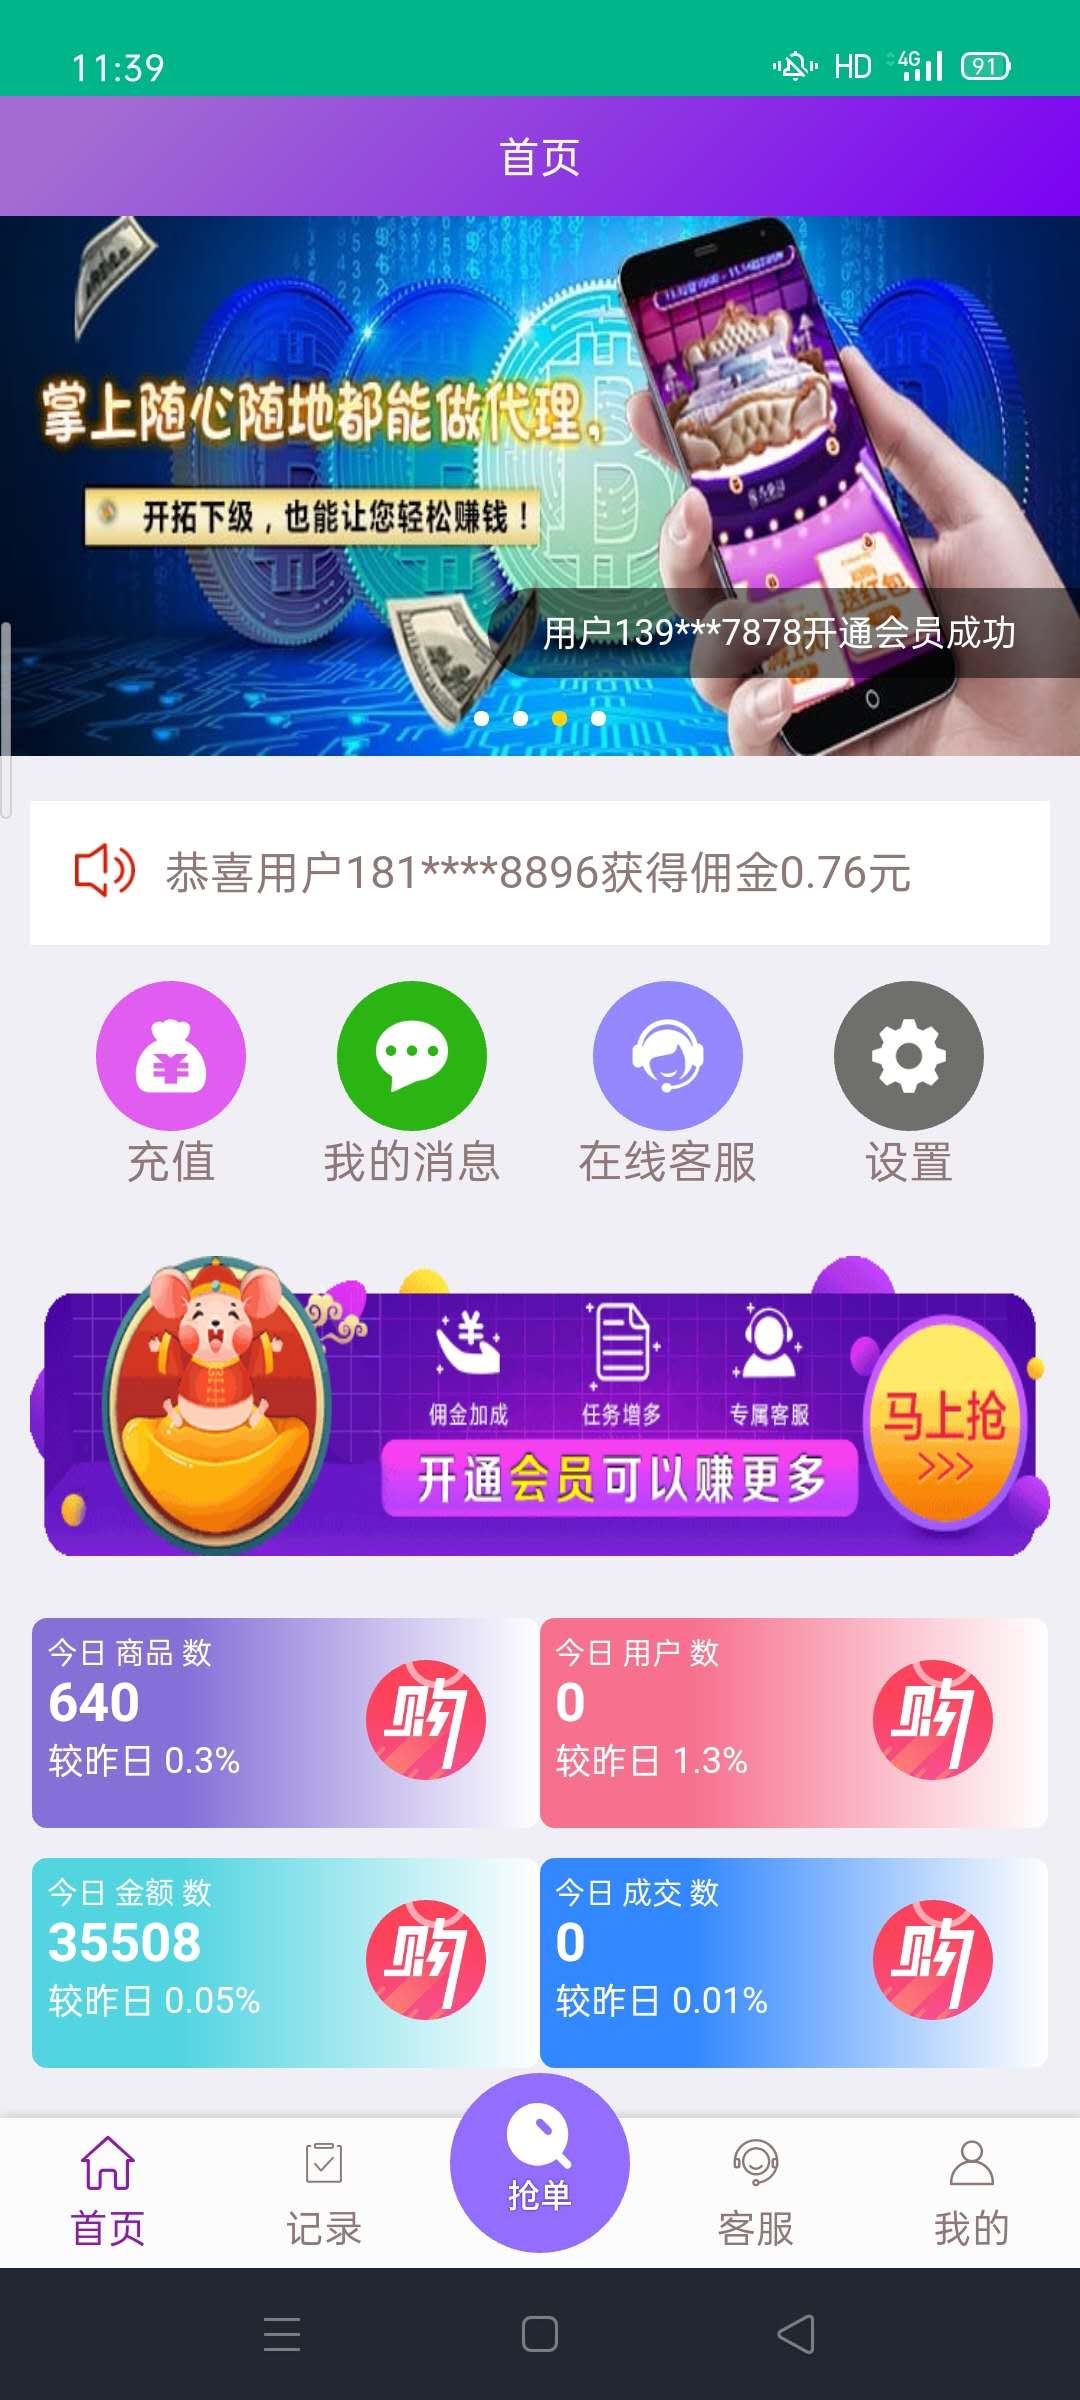 11:39
HD
4G
91
首页
掌上随心随地都能做代理，
开拓下级，也能让您轻松赚钱！
用户139***7878开通会员成功
恭喜用户181****8896获得佣金0.76元
充值
我的消息
在线客服
设置
佣金加成
任务增多
专属客服
开通会员可以赚更多
马上抢
>>>
今日 商品 数
640
较昨日 0.3%
购
今日 用户 数
0
较昨日 1.3%
购
今日 金额 数
35508
较昨日 0.05%
购
今日 成交 数
0
较昨日 0.01%
购
首页
记录
抢单
客服
我的